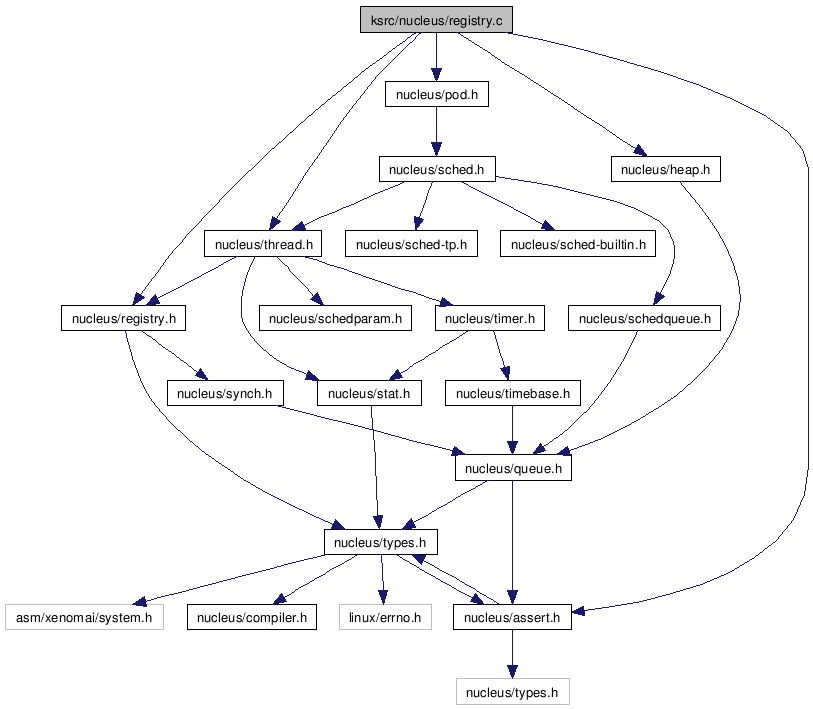 ksrc/nucleus/registry.c
nucleus/pod.h
nucleus/sched.h
nucleus/heap.h
nucleus/thread.h
nucleus/sched-tp.h
nucleus/sched-builtin.h
nucleus/registry.h
nucleus/schedparam.h
nucleus/timer.h
nucleus/schedqueue.h
nucleus/synch.h
nucleus/stat.h
nucleus/timebase.h
nucleus/queue.h
nucleus/types.h
asm/xenomai/system.h
nucleus/compiler.h
linux/errno.h
nucleus/assert.h
nucleus/types.h